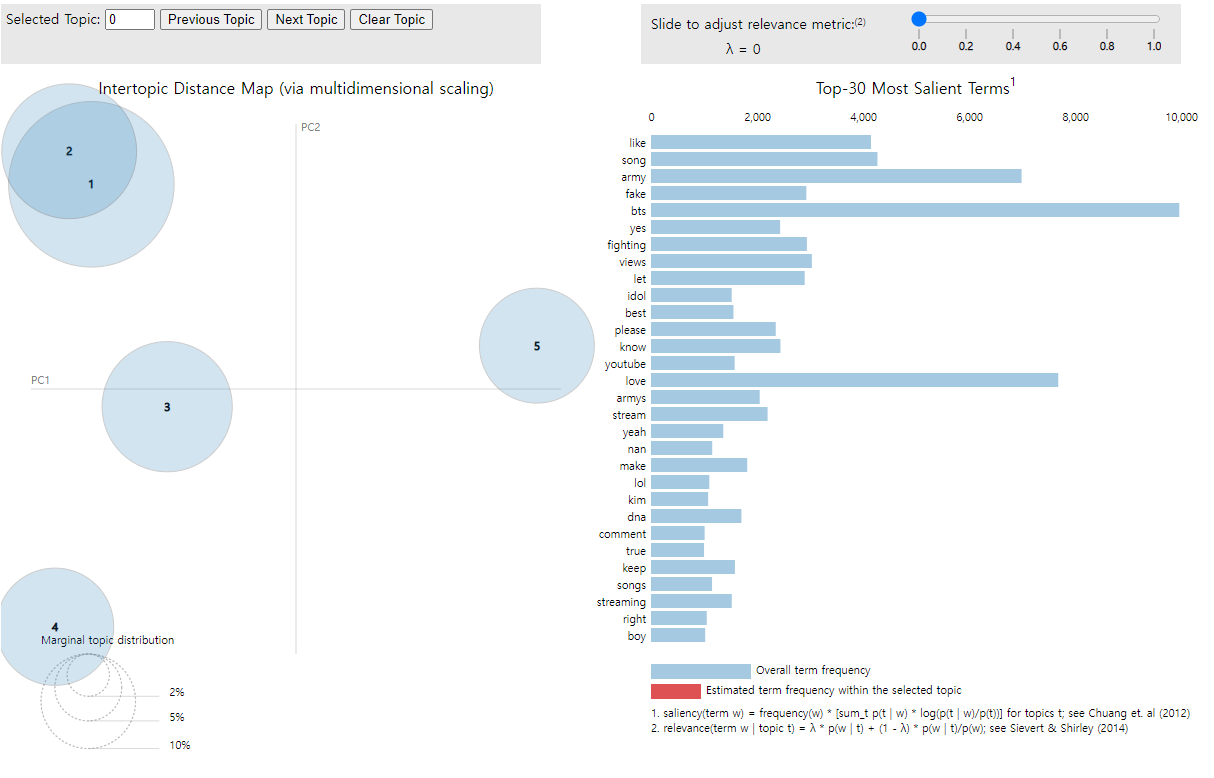 Selected Topic: 0 Previous Topic Next Topic Clear Topic
Slide to adjust relevance metric:(2)
λ = 0
0.0 0.2 0.4 0.6 0.8 1.0
Intertopic Distance Map (via multidimensional scaling)
PC2
2
1
5
PC1
3
4
Marginal topic distribution
2%
5%
10%
Top-30 Most Salient Terms1
0 2,000 4,000 6,000 8,000 10,000
like
song
army
fake
bts
yes
fighting
views
let
idol
best
please
know
youtube
love
armys
stream
yeah
nan
make
lol
kim
dna
comment
true
keep
songs
streaming
right
boy
Overall term frequency
Estimated term frequency within the selected topic
1. saliency(term w) = frequency(w) * [sum_t p(t | w) * log(p(t | w)/p(t))] for topics t; see Chuang et. al (2012)
2. relevance(term w | topic t) = λ * p(w | t) + (1 - λ) * p(w | t)/p(w); see Sievert & Shirley (2014)